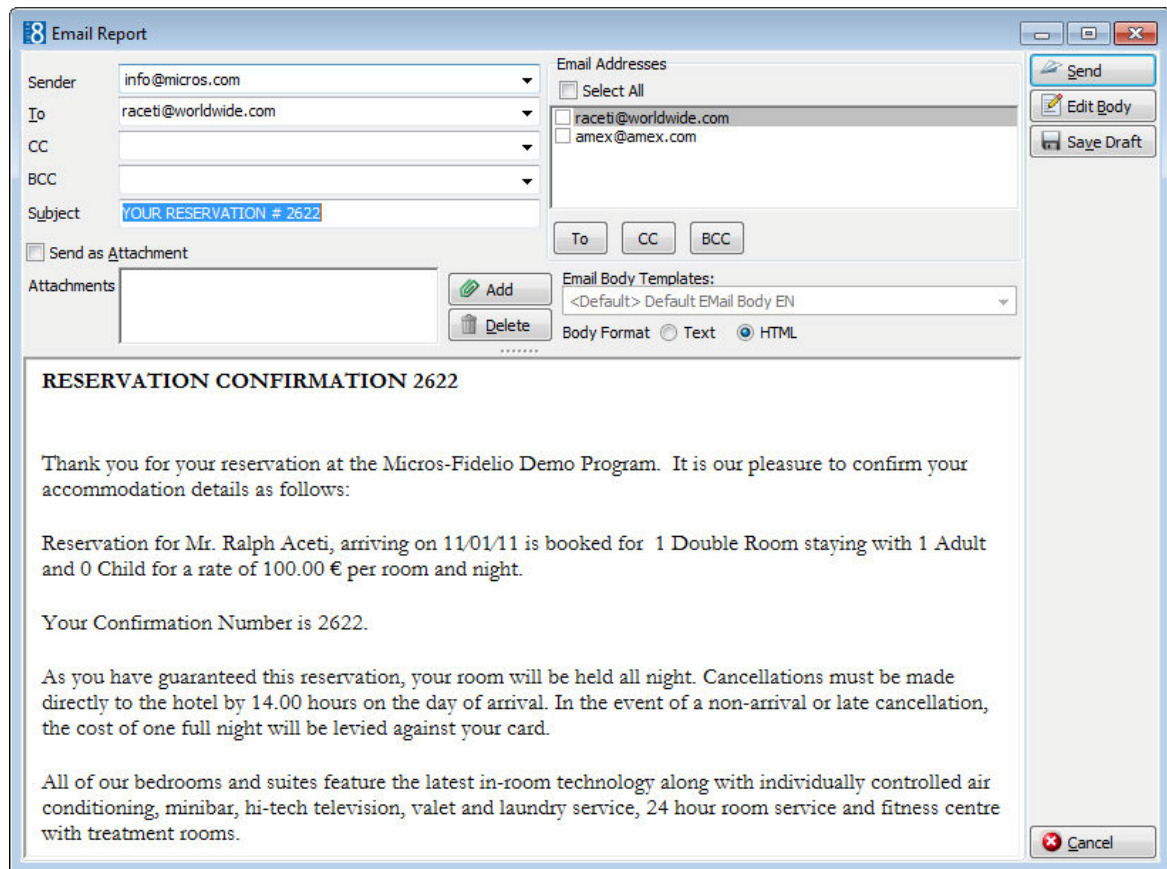 8 Email Report
Sender info@micros.com
To raceti@worldwide.com
CC
BCC
Subject YOUR RESERVATION # 2622
Send as Attachment
Attachments
Add
Delete
Email Addresses
Select All
raceti@worldwide.com
amex@amex.com
To CC BCC
Email Body Templates:
<Default> Default EMail Body EN
Body Format Text HTML
Send
Edit Body
Save Draft
RESERVATION CONFIRMATION 2622
Thank you for your reservation at the Micros-Fidelio Demo Program. It is our pleasure to confirm your
accommodation details as follows:
Reservation for Mr. Ralph Aceti, arriving on 11/01/11 is booked for 1 Double Room staying with 1 Adult
and 0 Child for a rate of 100.00 € per room and night.
Your Confirmation Number is 2622.
As you have guaranteed this reservation, your room will be held all night. Cancellations must be made
directly to the hotel by 14.00 hours on the day of arrival. In the event of a non-arrival or late cancellation,
the cost of one full night will be levied against your card.
All of our bedrooms and suites feature the latest in-room technology along with individually controlled air
conditioning, minibar, hi-tech television, valet and laundry service, 24 hour room service and fitness centre
with treatment rooms.
Cancel